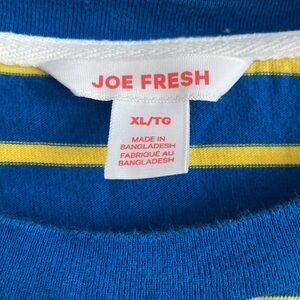 JOE FRESH
XL/TG
MADE IN
BANGLADESH
FABRIQUÉ AU
BANGLADESH